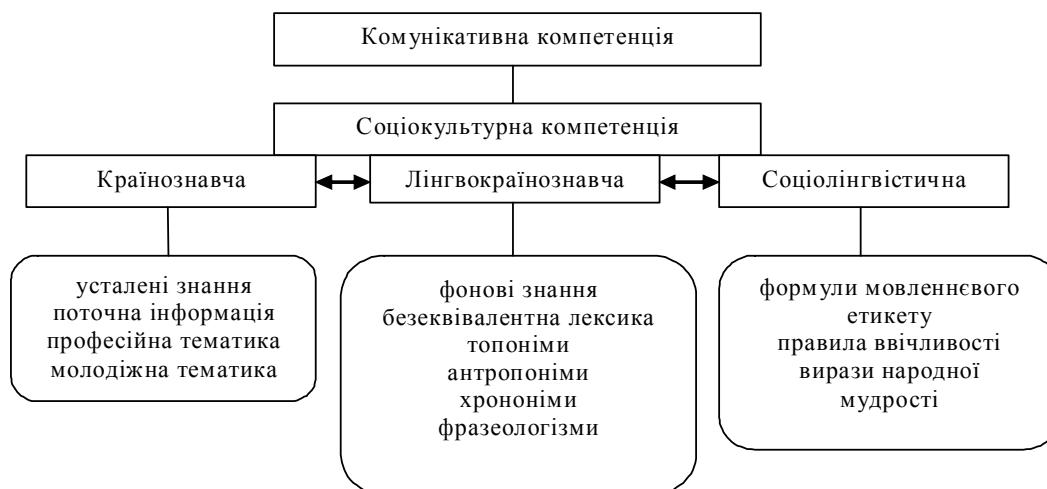 Комунікативна компетенція
Соціокультурна компетенція
Країнознавча
Лінгвокраїнознавча
Соціолінгвістична
усталені знання
поточна інформація
професійна тематика
молодіжна тематика
фонові знання
безеквівалентна лексика
топоніми
антропоніми
хрононіми
фразеологізми
формули мовленнєвого
етикету
правила ввічливості
вирази народної
мудрості